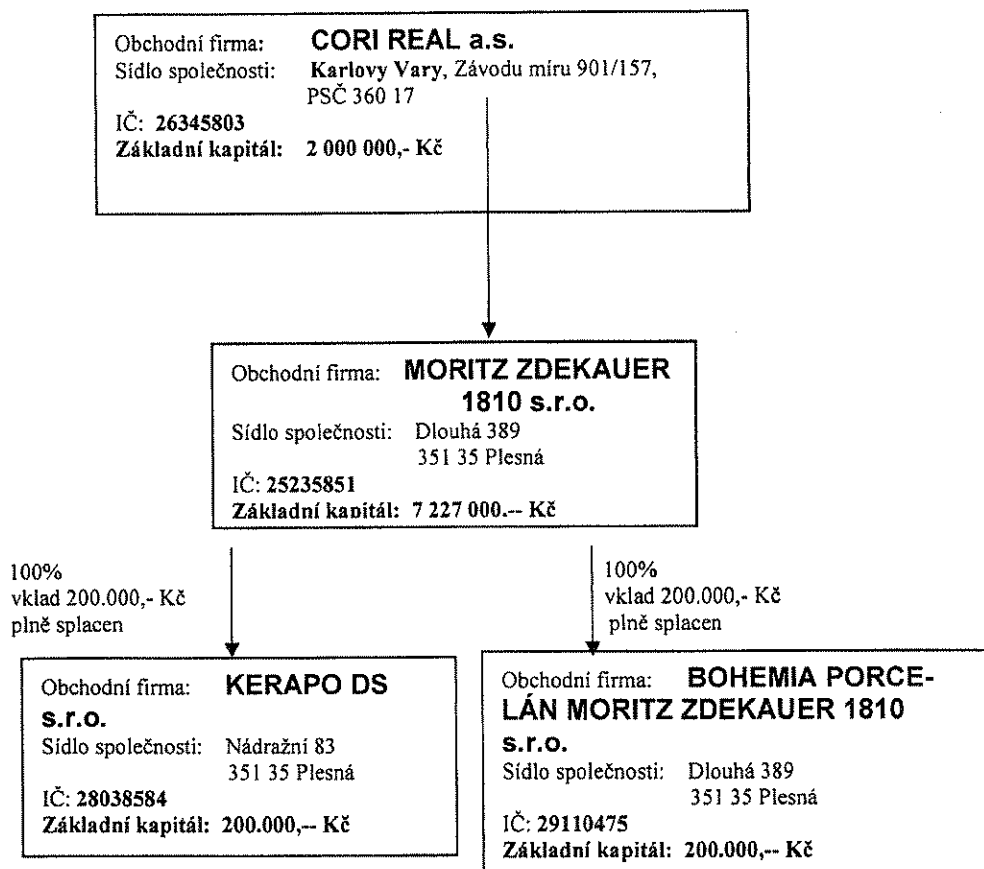 Obchodní firma: CORI REAL a.s.
Sídlo společnosti: Karlovy Vary, Závodu míru 901/157,
PSČ 360 17
IČ: 26345803
Základní kapitál: 2 000 000,- Kč
Obchodní firma: MORITZ ZDEKAUER
1810 s.r.o.
Sídlo společnosti: Dlouhá 389
351 35 Plesná
IČ: 25235851
Základní kapitál: 7 227 000.-- Kč
100%
vklad 200.000,- Kč
plně splacen
100%
vklad 200.000,- Kč
plně splacen
Obchodní firma: KERAPO DS
s.r.o.
Sídlo společnosti: Nádražní 83
351 35 Plesná
IČ: 28038584
Základní kapitál: 200.000,-- Kč
Obchodní firma: BOHEMIA PORCE-
LÁN MORITZ ZDEKAUER 1810
s.r.o.
Sídlo společnosti: Dlouhá 389
351 35 Plesná
IČ: 29110475
Základní kapitál: 200.000,-- Kč